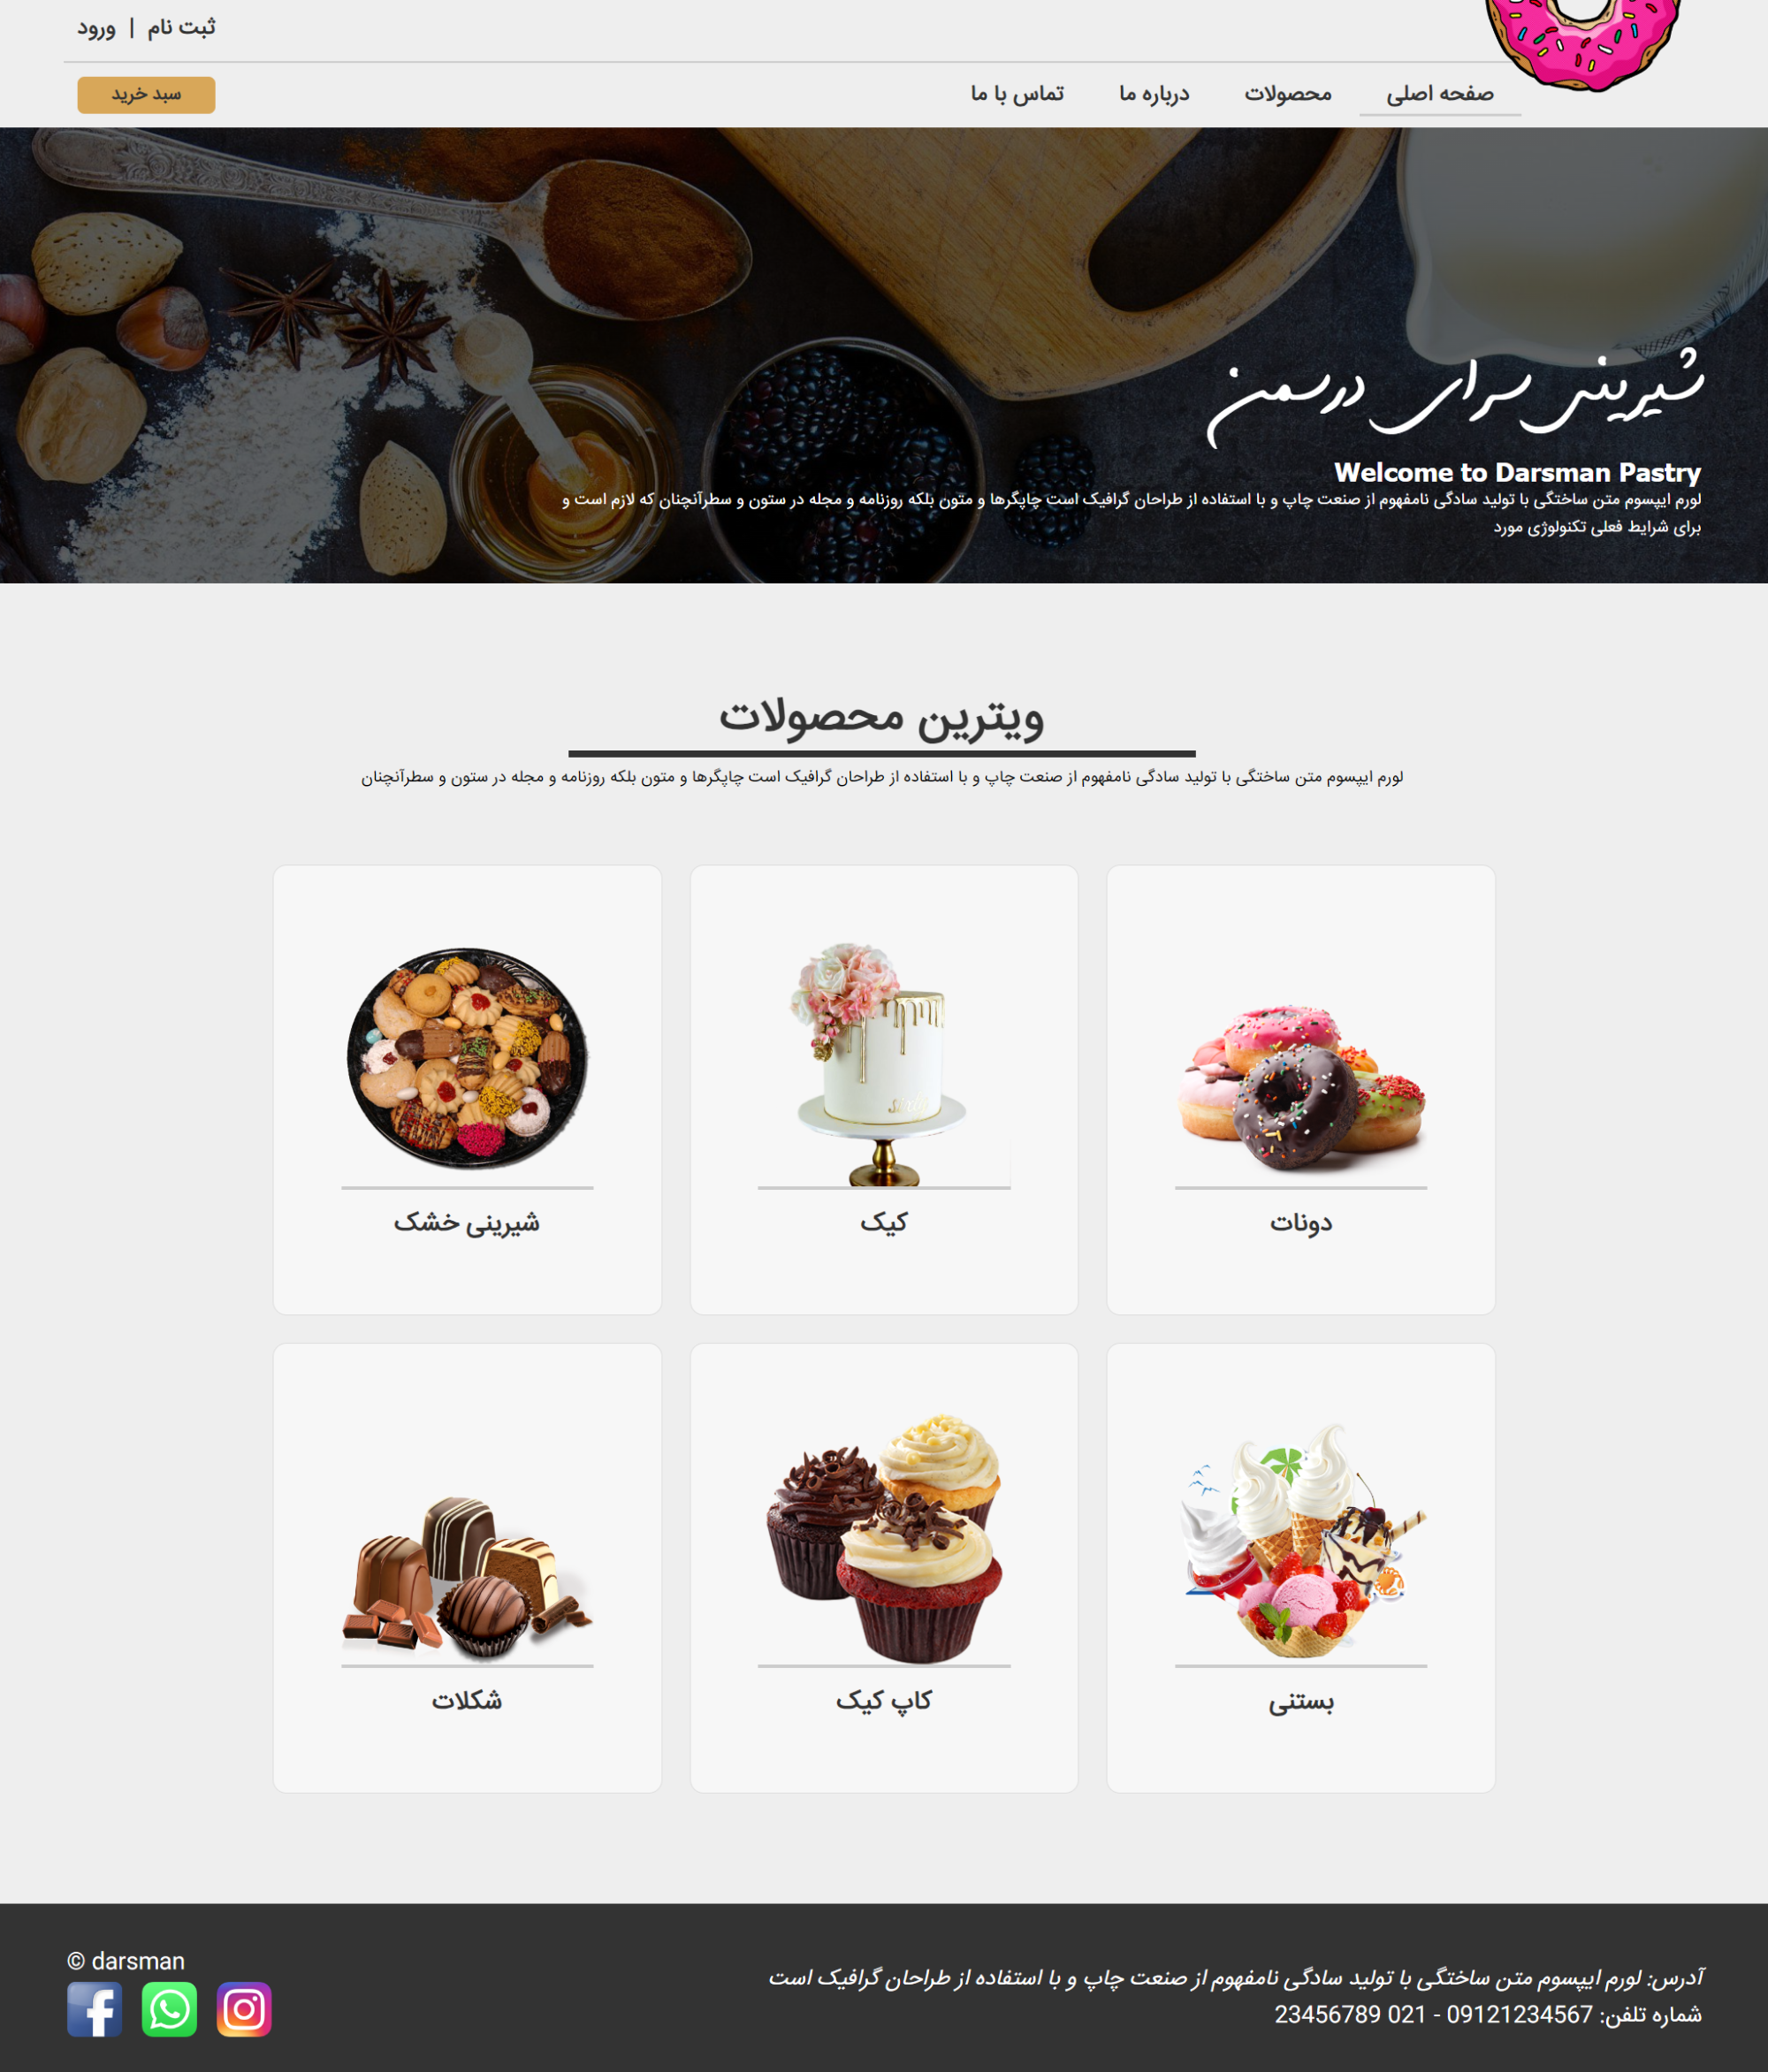 ثبت نام | ورود
صفحه اصلی محصولات درباره ما تماس با ما سبد خرید
شیرینی سرای درسمن
Welcome to Darsman Pastry
لورم ایپسوم متن ساختگی با تولید سادگی نامفهوم از صنعت چاپ و با استفاده از طراحان گرافیک است چاپگرها و متون بلکه روزنامه و مجله در ستون و سطرآنچنان که لازم است و
برای شرایط فعلی تکنولوژی مورد
ویترین محصولات
لورم ایپسوم متن ساختگی با تولید سادگی نامفهوم از صنعت چاپ و با استفاده از طراحان گرافیک است چاپگرها و متون بلکه روزنامه و مجله در ستون و سطرآنچنان
دونات کیک شیرینی خشک
بستنی کاپ کیک شکلات
آدرس: لورم ایپسوم متن ساختگی با تولید سادگی نامفهوم از صنعت چاپ و با استفاده از طراحان گرافیک است
شماره تلفن: 09121234567 - 021 23456789
© darsman